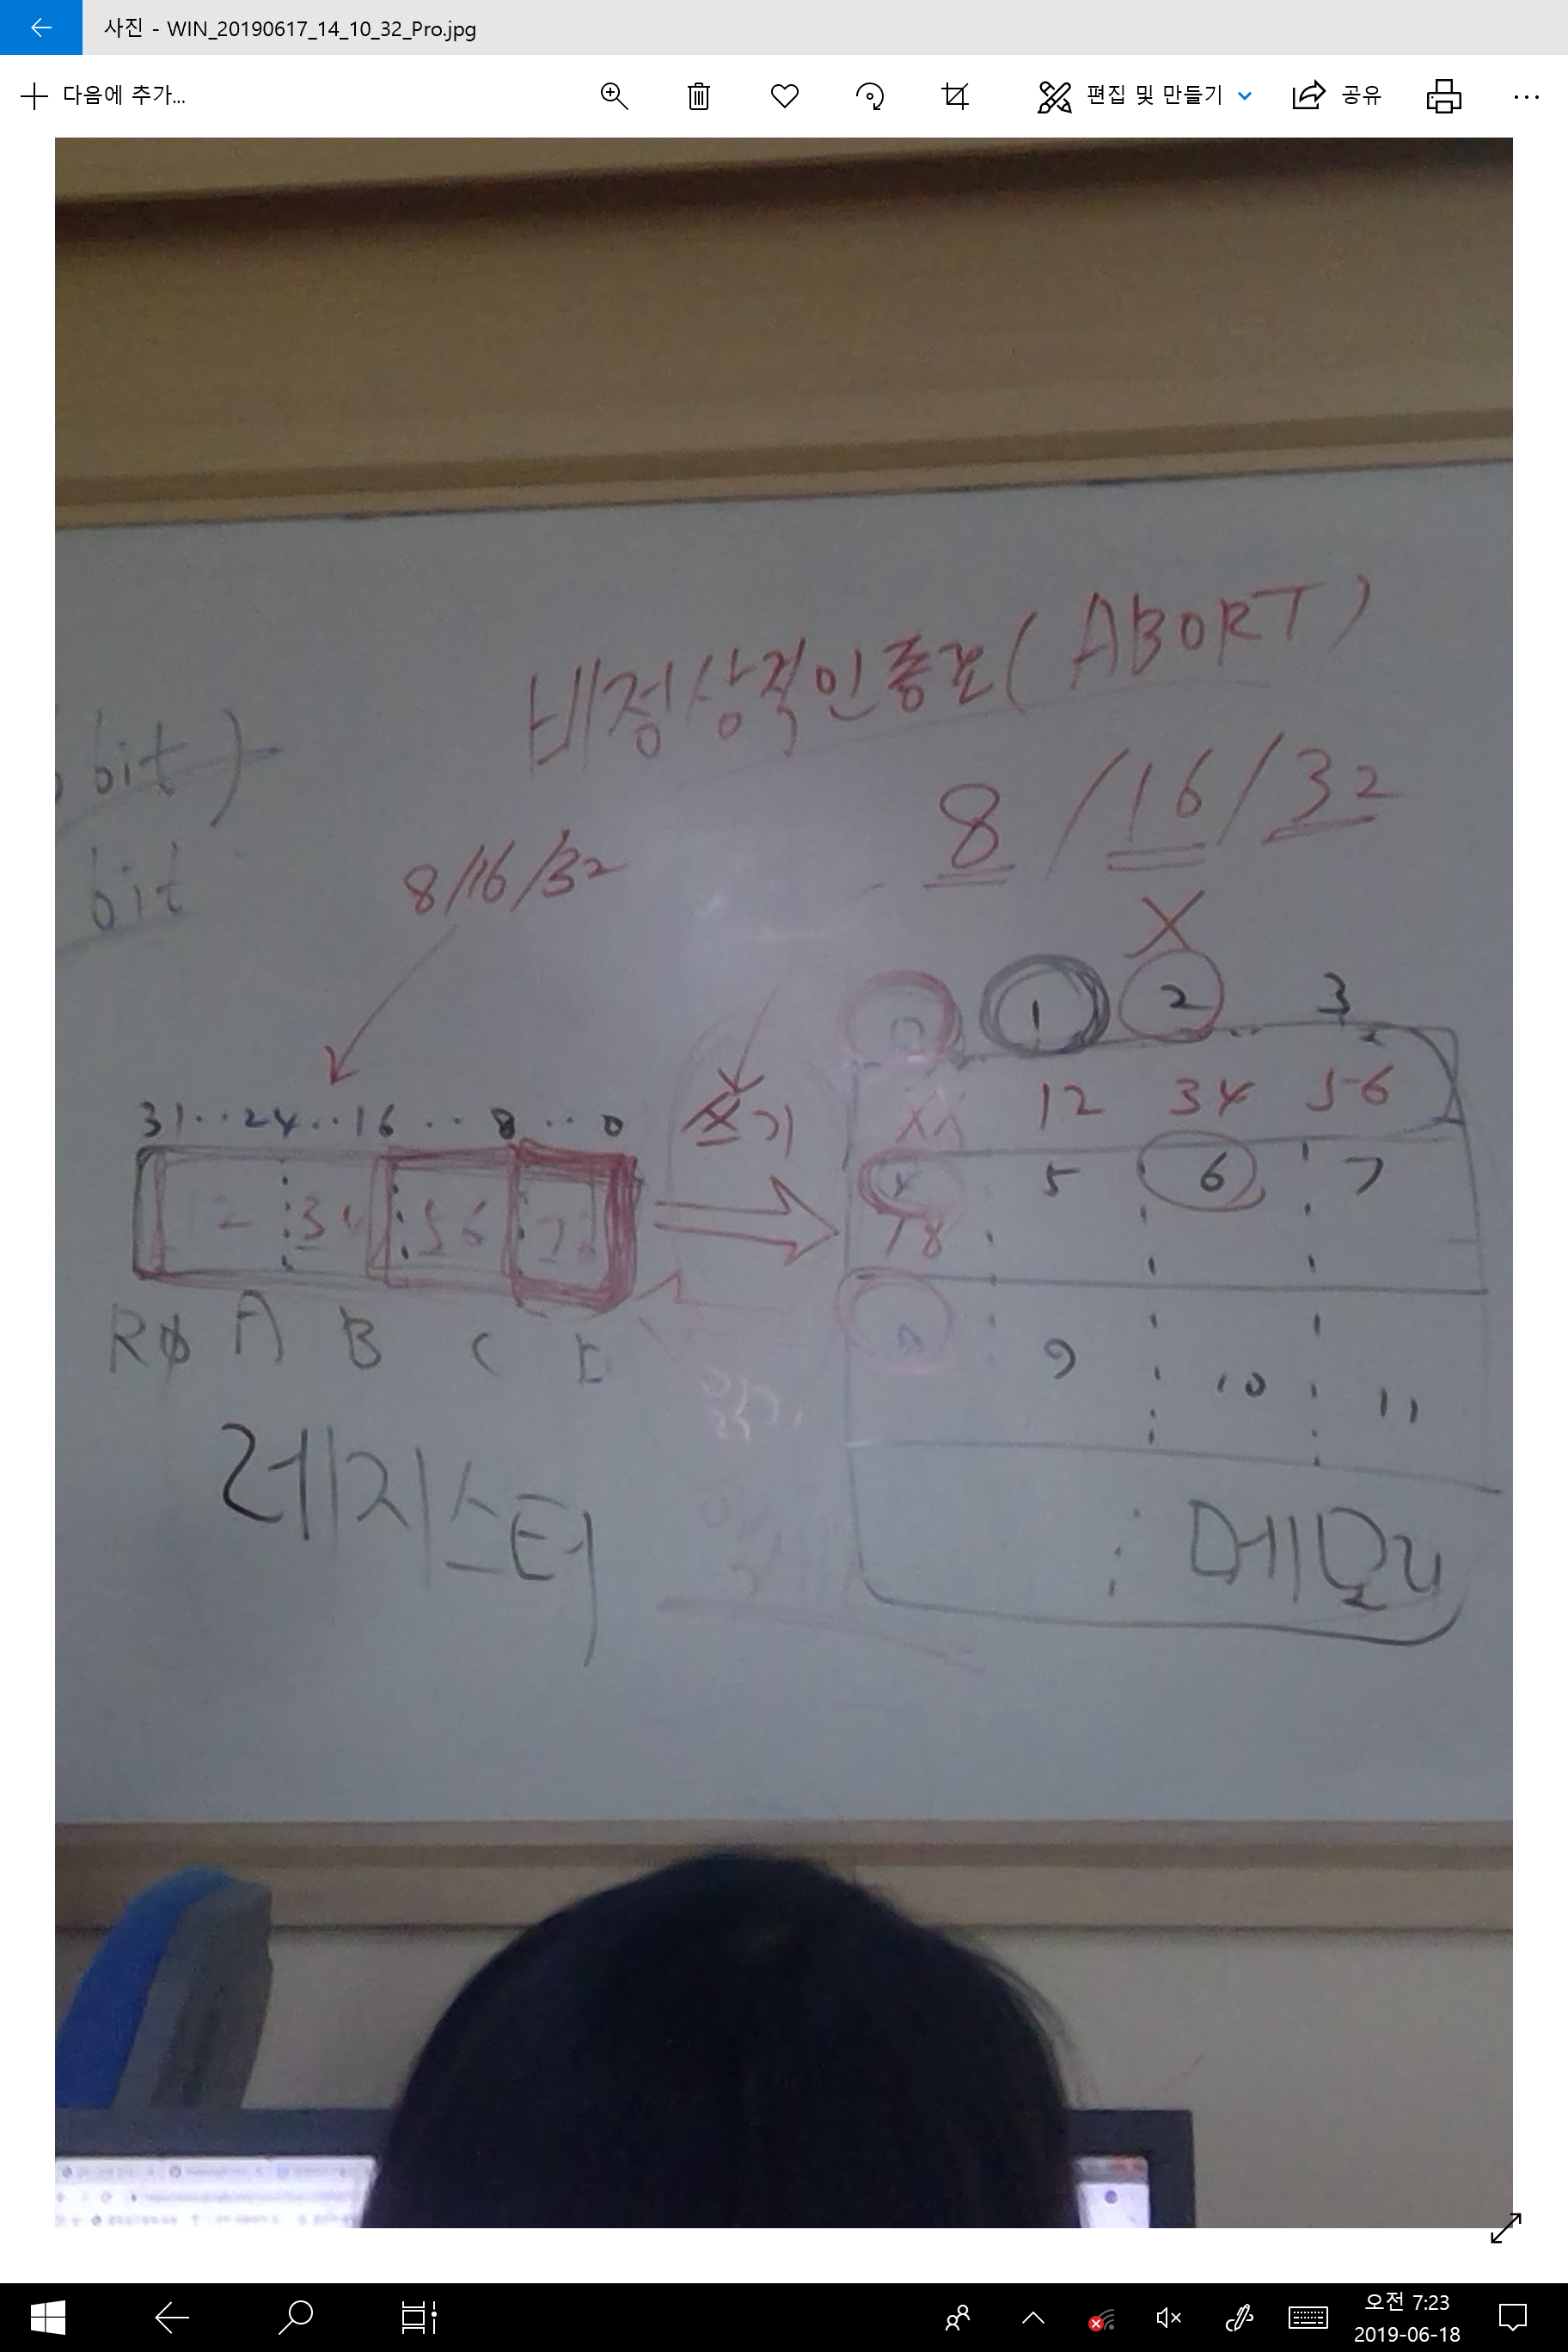 사진 - WIN_20190617_14_10_32_Pro.jpg
다음에 추가...
편집 및 만들기
공유
비정상적인종료( ABORT )
bit )
8 / 16 / 32
bit
8/16/32
0 1 2 3
31 ·· 24 ·· 16 ·· 8 ·· 0
쓰기
XX 12 34 56
4 5 6 7
12 34 56 78
78
R0 A B C D
8 9 10 11
레지스터
메모리
오전 7:23
2019-06-18